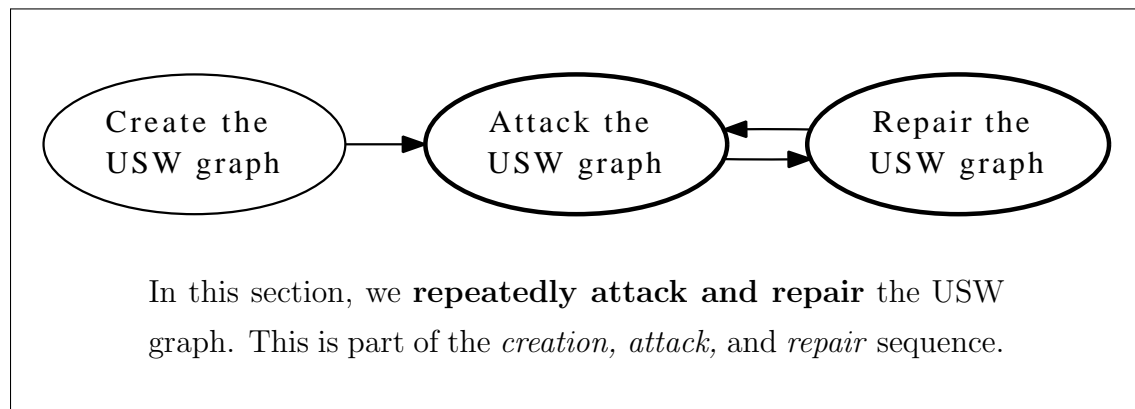 Create the
USW graph
Attack the
USW graph
Repair the
USW graph
In this section, we repeatedly attack and repair the USW
graph. This is part of the creation, attack, and repair sequence.